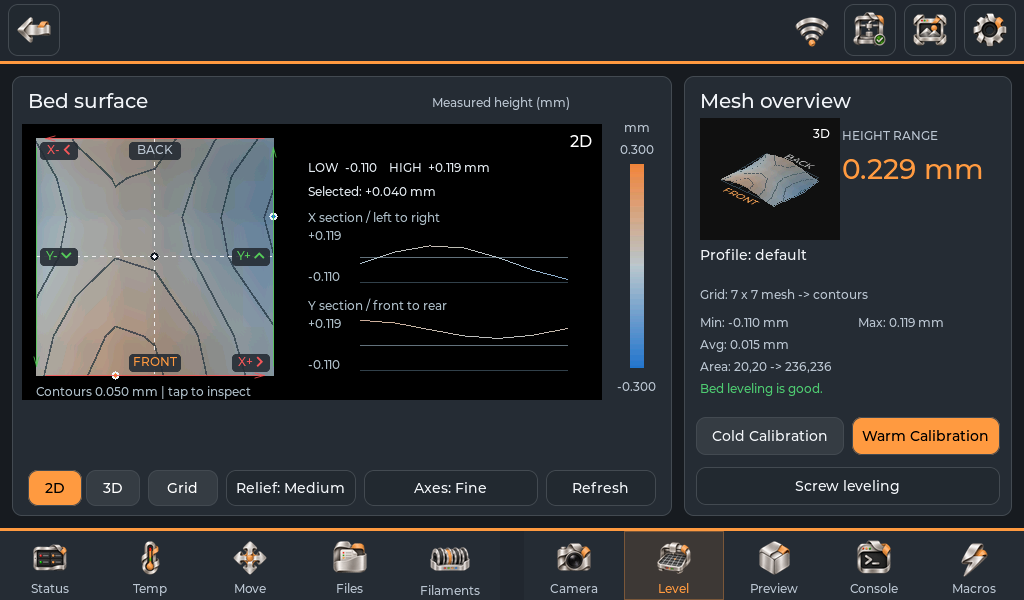 Bed surface
Measured height (mm)
2D
X-
BACK
Y-
Y+
FRONT
X+
Contours 0.050 mm | tap to inspect
LOW -0.110 HIGH +0.119 mm
Selected: +0.040 mm
X section / left to right
+0.119
-0.110
Y section / front to rear
+0.119
-0.110
mm
0.300
-0.300
2D
3D
Grid
Relief: Medium
Axes: Fine
Refresh
Mesh overview
3D
BACK
FRONT
HEIGHT RANGE
0.229 mm
Profile: default
Grid: 7 x 7 mesh -> contours
Min: -0.110 mm
Max: 0.119 mm
Avg: 0.015 mm
Area: 20,20 -> 236,236
Bed leveling is good.
Cold Calibration
Warm Calibration
Screw leveling
Status
Temp
Move
Files
Filaments
Camera
Level
Preview
Console
Macros